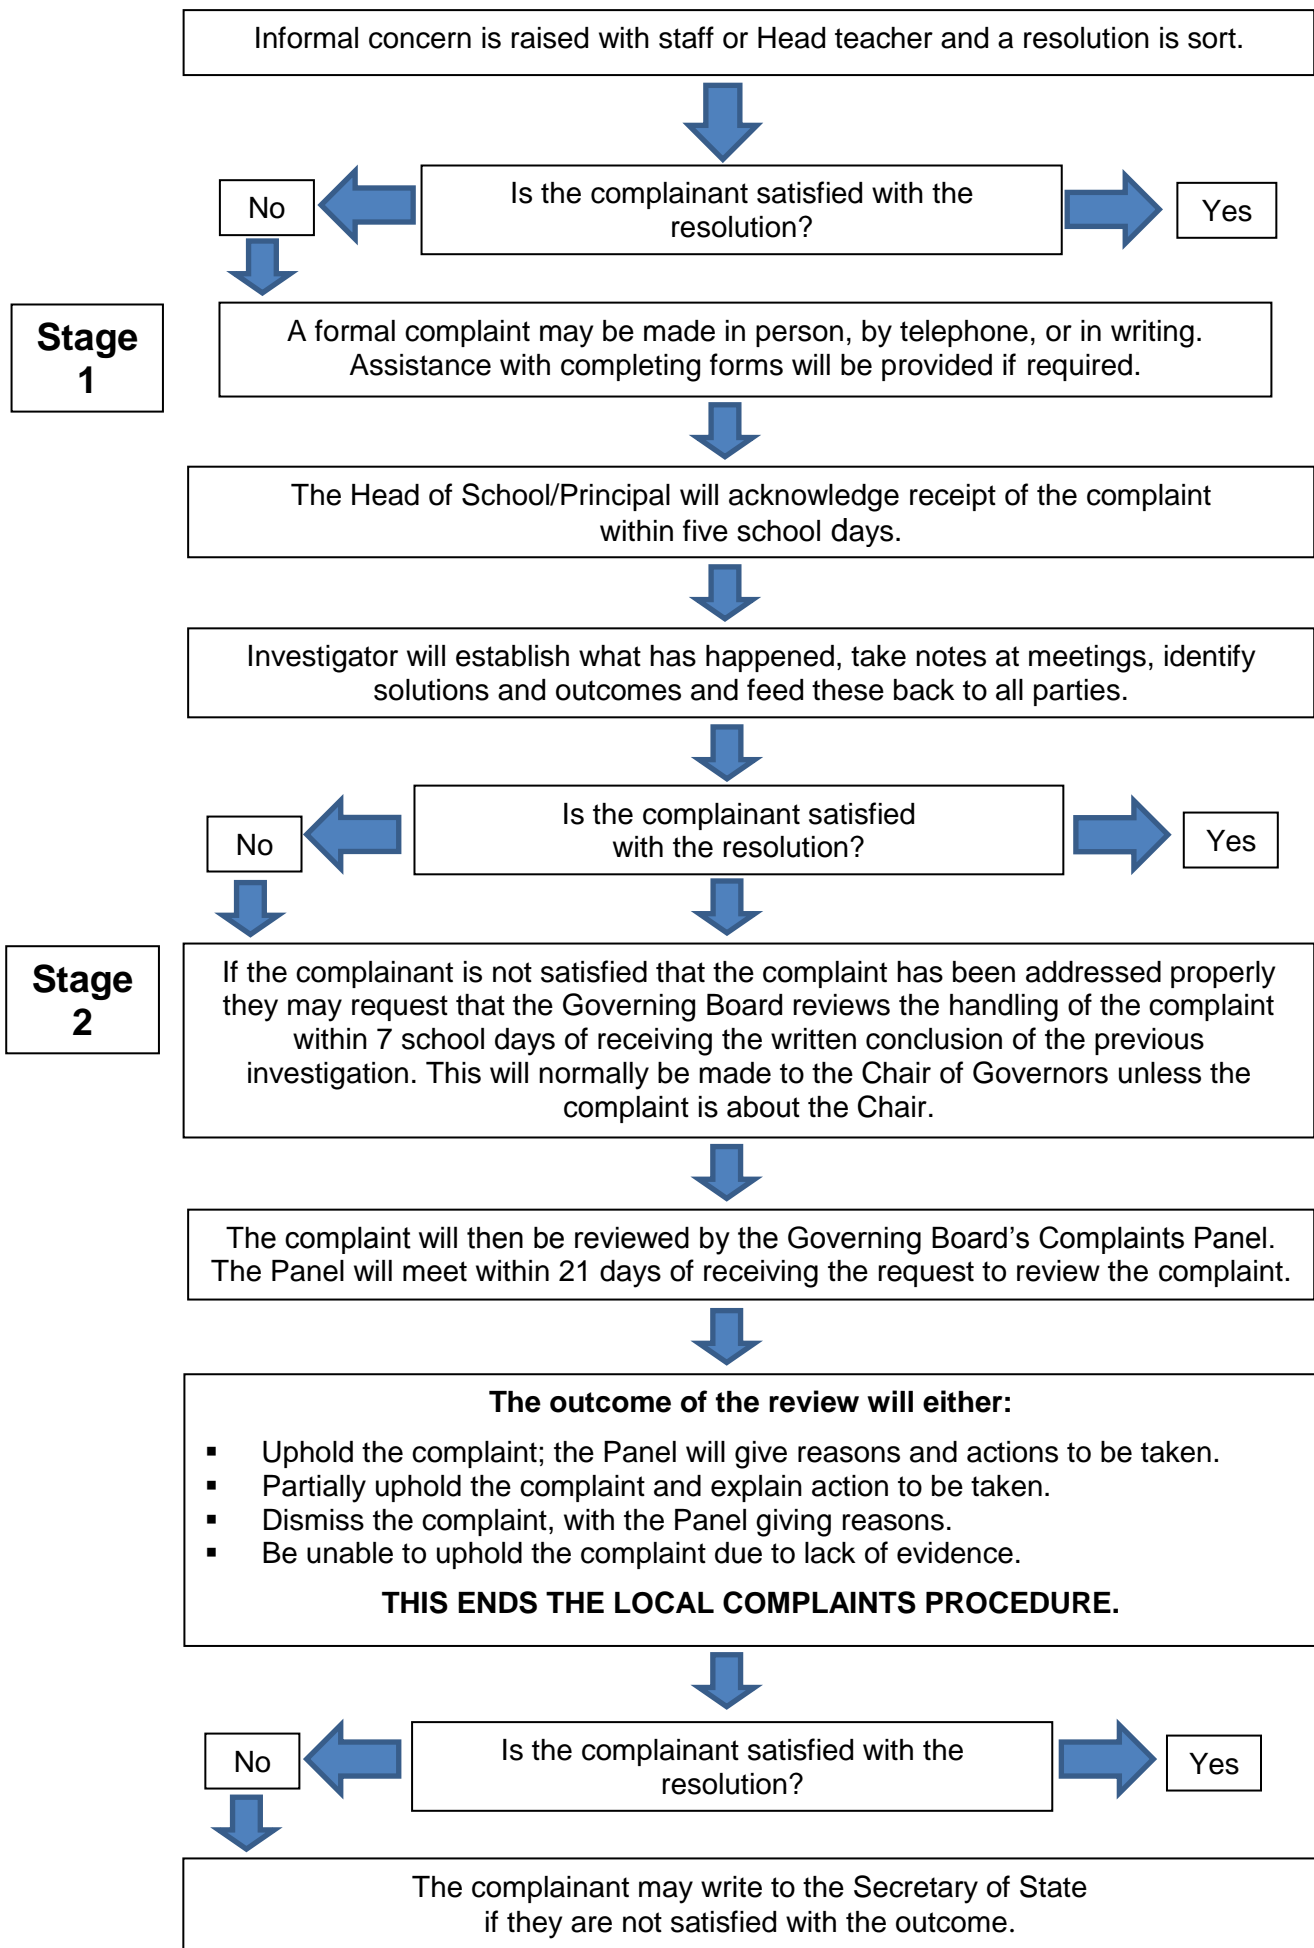 Informal concern is raised with staff or Head teacher and a resolution is sort.
Is the complainant satisfied with the
resolution?
No
Yes
Stage
1
A formal complaint may be made in person, by telephone, or in writing.
Assistance with completing forms will be provided if required.
The Head of School/Principal will acknowledge receipt of the complaint
within five school days.
Investigator will establish what has happened, take notes at meetings, identify
solutions and outcomes and feed these back to all parties.
Is the complainant satisfied
with the resolution?
No
Yes
Stage
2
If the complainant is not satisfied that the complaint has been addressed properly
they may request that the Governing Board reviews the handling of the complaint
within 7 school days of receiving the written conclusion of the previous
investigation. This will normally be made to the Chair of Governors unless the
complaint is about the Chair.
The complaint will then be reviewed by the Governing Board’s Complaints Panel.
The Panel will meet within 21 days of receiving the request to review the complaint.
The outcome of the review will either:
▪ Uphold the complaint; the Panel will give reasons and actions to be taken.
▪ Partially uphold the complaint and explain action to be taken.
▪ Dismiss the complaint, with the Panel giving reasons.
▪ Be unable to uphold the complaint due to lack of evidence.
THIS ENDS THE LOCAL COMPLAINTS PROCEDURE.
Is the complainant satisfied with the
resolution?
No
Yes
The complainant may write to the Secretary of State
if they are not satisfied with the outcome.